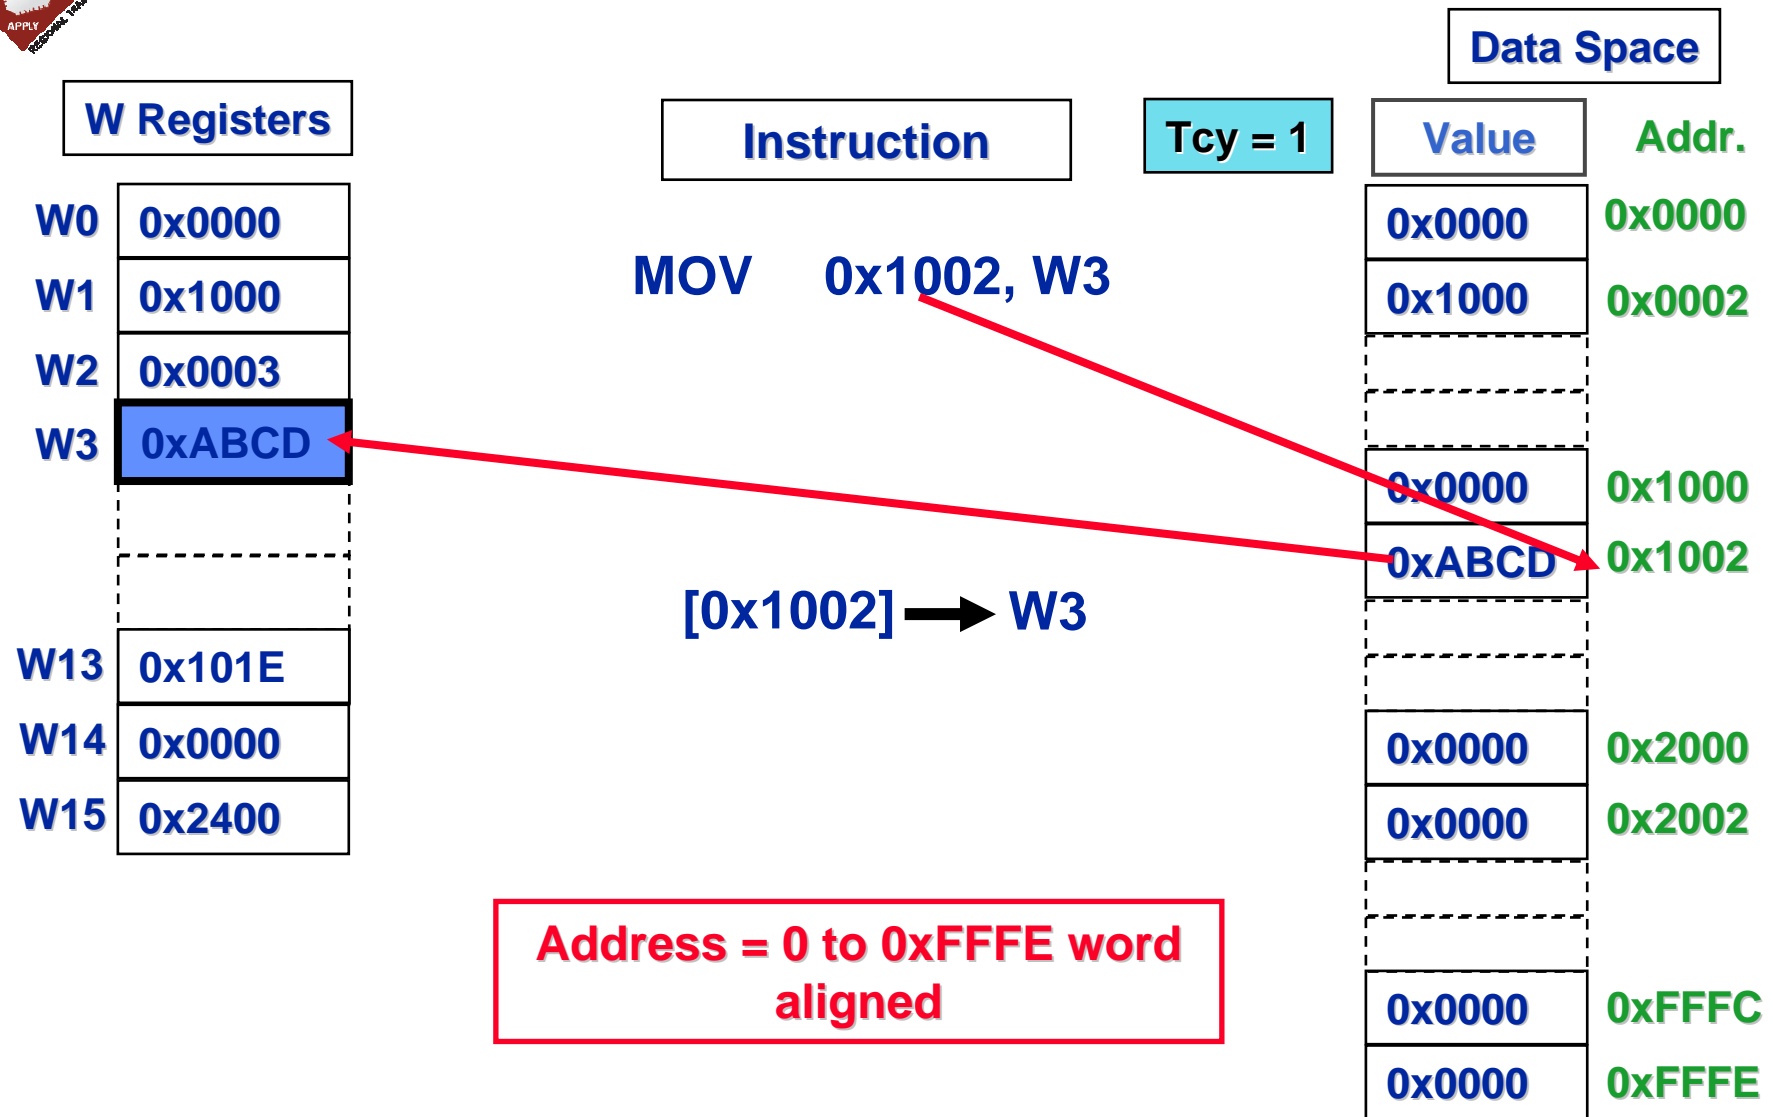 APPLY
REGIONAL
Data Space
W Registers
Instruction
Tcy = 1
Value
Addr.
W0 0x0000
W1 0x1000
W2 0x0003
W3 0xABCD
W13 0x101E
W14 0x0000
W15 0x2400
MOV 0x1002, W3
[0x1002] W3
Address = 0 to 0xFFFE word
aligned
0x0000 0x0000
0x1000 0x0002
0x0000 0x1000
0xABCD 0x1002
0x0000 0x2000
0x0000 0x2002
0x0000 0xFFFC
0x0000 0xFFFE